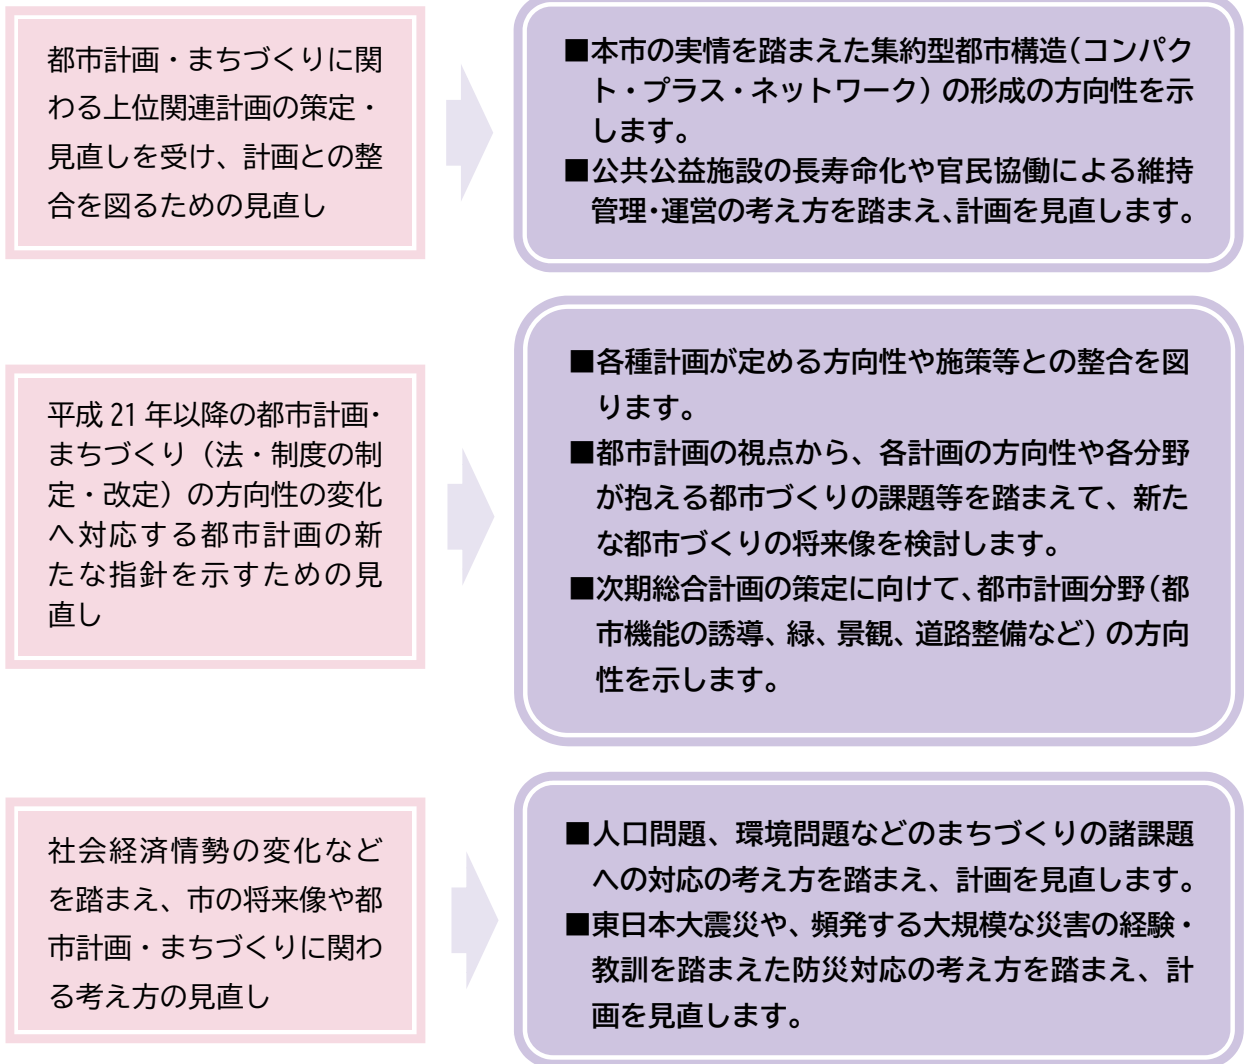 都市計画・まちづくりに関
わる上位関連計画の策定・
見直しを受け、計画との整
合を図るための見直し
■本市の実情を踏まえた集約型都市構造(コンパク
ト・プラス・ネットワーク)の形成の方向性を示
します。
■公共公益施設の長寿命化や官民協働による維持
管理・運営の考え方を踏まえ、計画を見直します。
平成 21 年以降の都市計画・
まちづくり(法・制度の制
定・改定)の方向性の変化
へ対応する都市計画の新
たな指針を示すための見
直し
■各種計画が定める方向性や施策等との整合を図
ります。
■都市計画の視点から、各計画の方向性や各分野
が抱える都市づくりの課題等を踏まえて、新た
な都市づくりの将来像を検討します。
■次期総合計画の策定に向けて、都市計画分野(都
市機能の誘導、緑、景観、道路整備など)の方向
性を示します。
社会経済情勢の変化など
を踏まえ、市の将来像や都
市計画・まちづくりに関わ
る考え方の見直し
■人口問題、環境問題などのまちづくりの諸課題
への対応の考え方を踏まえ、計画を見直します。
■東日本大震災や、頻発する大規模な災害の経験・
教訓を踏まえた防災対応の考え方を踏まえ、計
画を見直します。